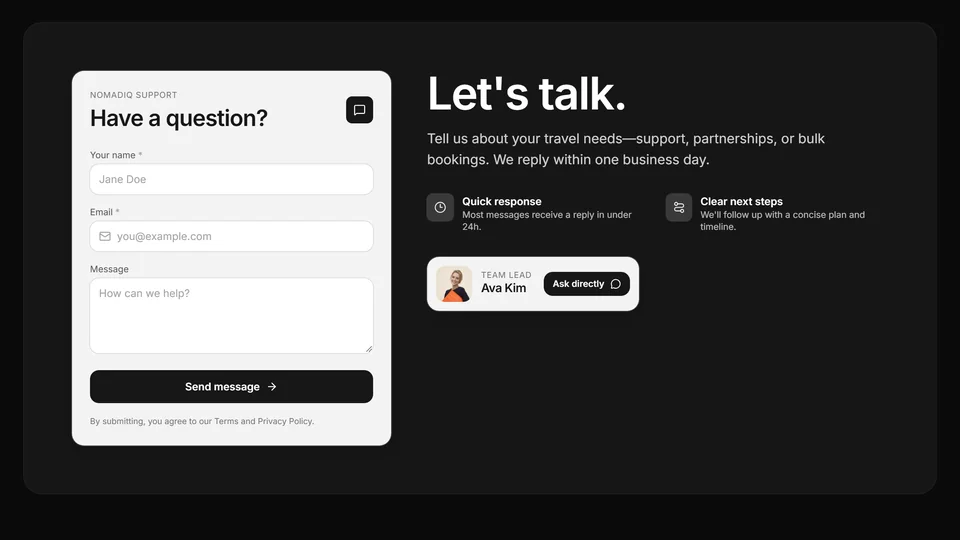 NOMADIQ SUPPORT
Have a question?
Your name *
Jane Doe
Email *
you@example.com
Message
How can we help?
Send message
By submitting, you agree to our Terms and Privacy Policy.
Let's talk.
Tell us about your travel needs—support, partnerships, or bulk
bookings. We reply within one business day.
Quick response
Most messages receive a reply in under
24h.
Clear next steps
We'll follow up with a concise plan and
timeline.
TEAM LEAD
Ava Kim
Ask directly